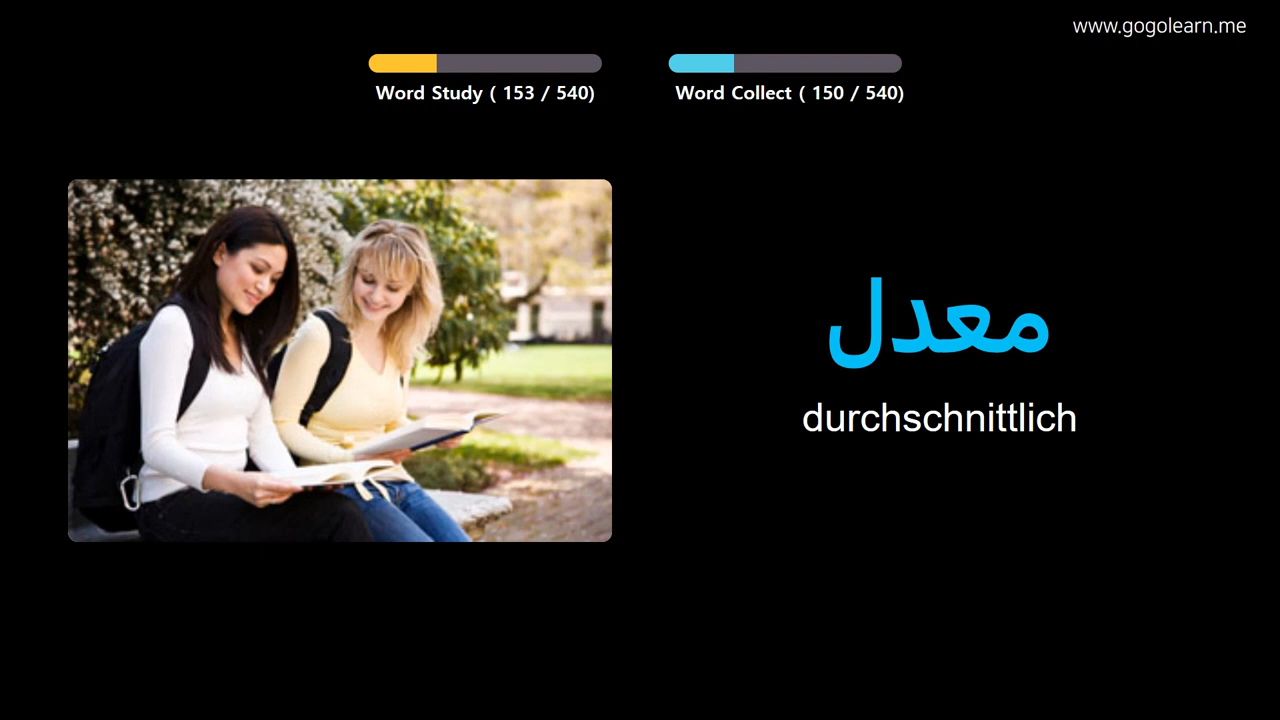 www.gogolearn.me
Word Study ( 153 / 540)
Word Collect ( 150 / 540)
معدل
durchschnittlich